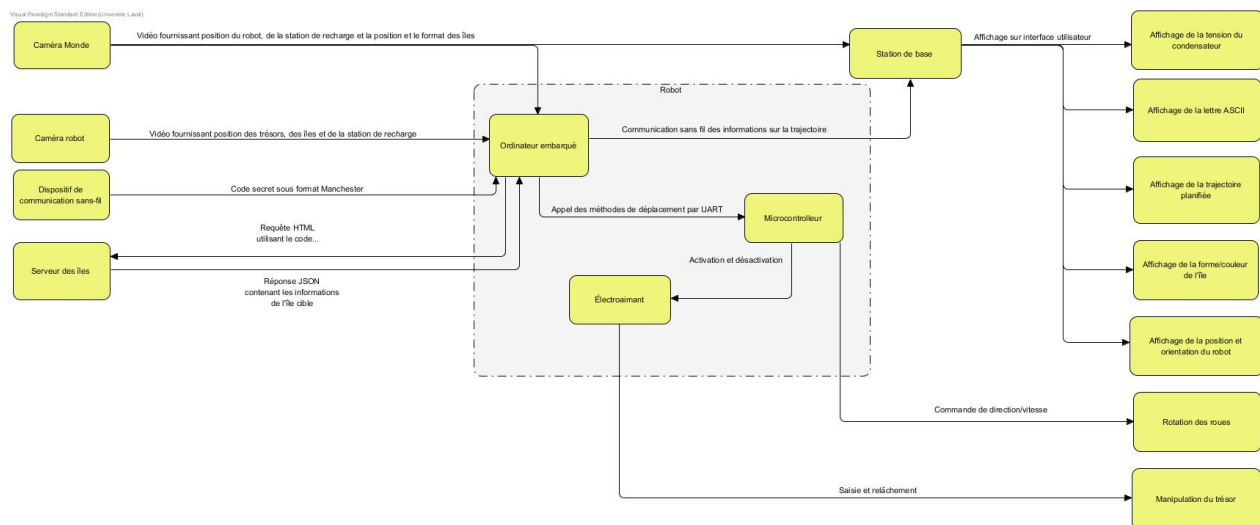 Visual Paradigm Standard Edition(Universite Laval)
Caméra Monde
Vidéo fournissant position du robot, de la station de recharge et la position et le format des îles
Station de base
Affichage sur interface utilisateur
Affichage de la tension du
condensateur
Robot
Affichage de la lettre ASCII
Caméra robot
Vidéo fournissant position des trésors, des îles et de la station de recharge
Ordinateur embarqué
Communication sans fil des informations sur la trajectoire
Dispositif de
communication sans-fil
Code secret sous format Manchester
Affichage de la trajectoire
planifiée
Appel des méthodes de déplacement par UART
Microcontrolleur
Requête HTML
utilisant le code...
Serveur des îles
Réponse JSON
contenant les informations
de l'île cible
Activation et désactivation
Électroaimant
Affichage de la forme/couleur
de l'île
Affichage de la position et
orientation du robot
Commande de direction/vitesse
Rotation des roues
Saisie et relâchement
Manipulation du trésor